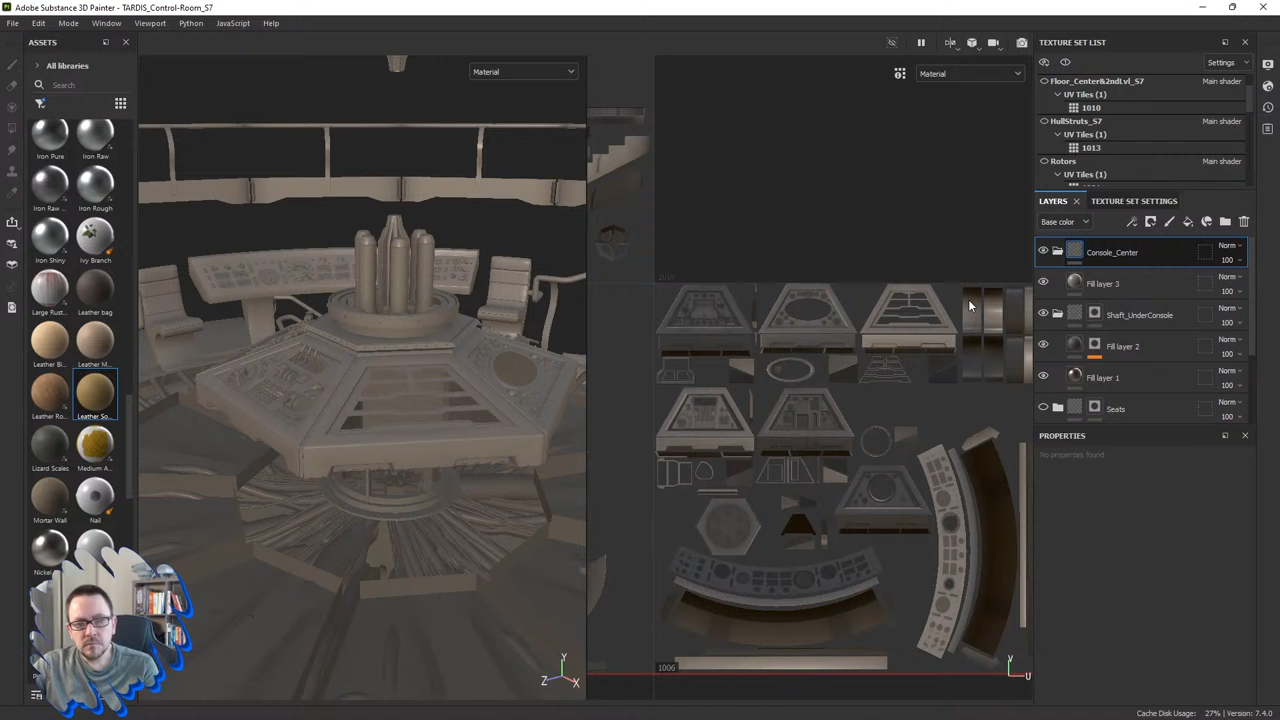 Adobe Substance 3D Painter - TARDIS_Control-Room_S7
File Edit Mode Window Viewport Python JavaScript Help
ASSETS
All libraries
Search
Iron Pure Iron Raw
Iron Raw ... Iron Rough
Iron Shiny Ivy Branch
Large Rust... Leather bag
Leather Bi... Leather M...
Leather Ro... Leather So...
Lizard Scales Medium A...
Mortar Wall Nail
Material
Material
1006
Y
Z X
V
U
TEXTURE SET LIST
Settings
Floor_Center&2ndLvl_S7 Main shader
UV Tiles (1)
1010
HullStruts_S7 Main shader
UV Tiles (1)
1013
Rotors Main shader
UV Tiles (1)
LAYERS TEXTURE SET SETTINGS
Base color
Console_Center Norm 100
Fill layer 3 Norm 100
Shaft_UnderConsole Norm 100
Fill layer 2 Norm 100
Fill layer 1 Norm 100
Seats Norm 100
PROPERTIES
No properties found
Cache Disk Usage: 27% | Version: 7.4.0